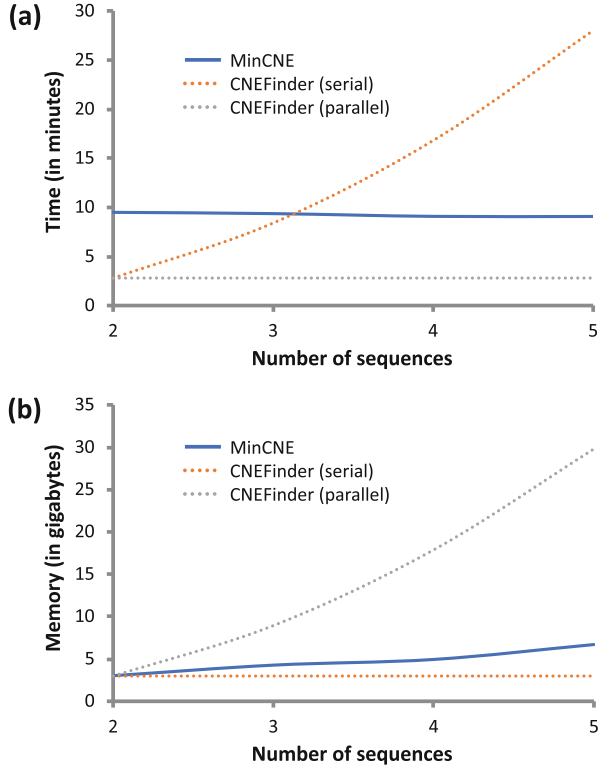 (a)
Time (in minutes)
30
25
20
15
10
5
0
MinCNE
CNEFinder (serial)
CNEFinder (parallel)
2 3 4 5
Number of sequences
(b)
Memory (in gigabytes)
35
30
25
20
15
10
5
0
MinCNE
CNEFinder (serial)
CNEFinder (parallel)
2 3 4 5
Number of sequences